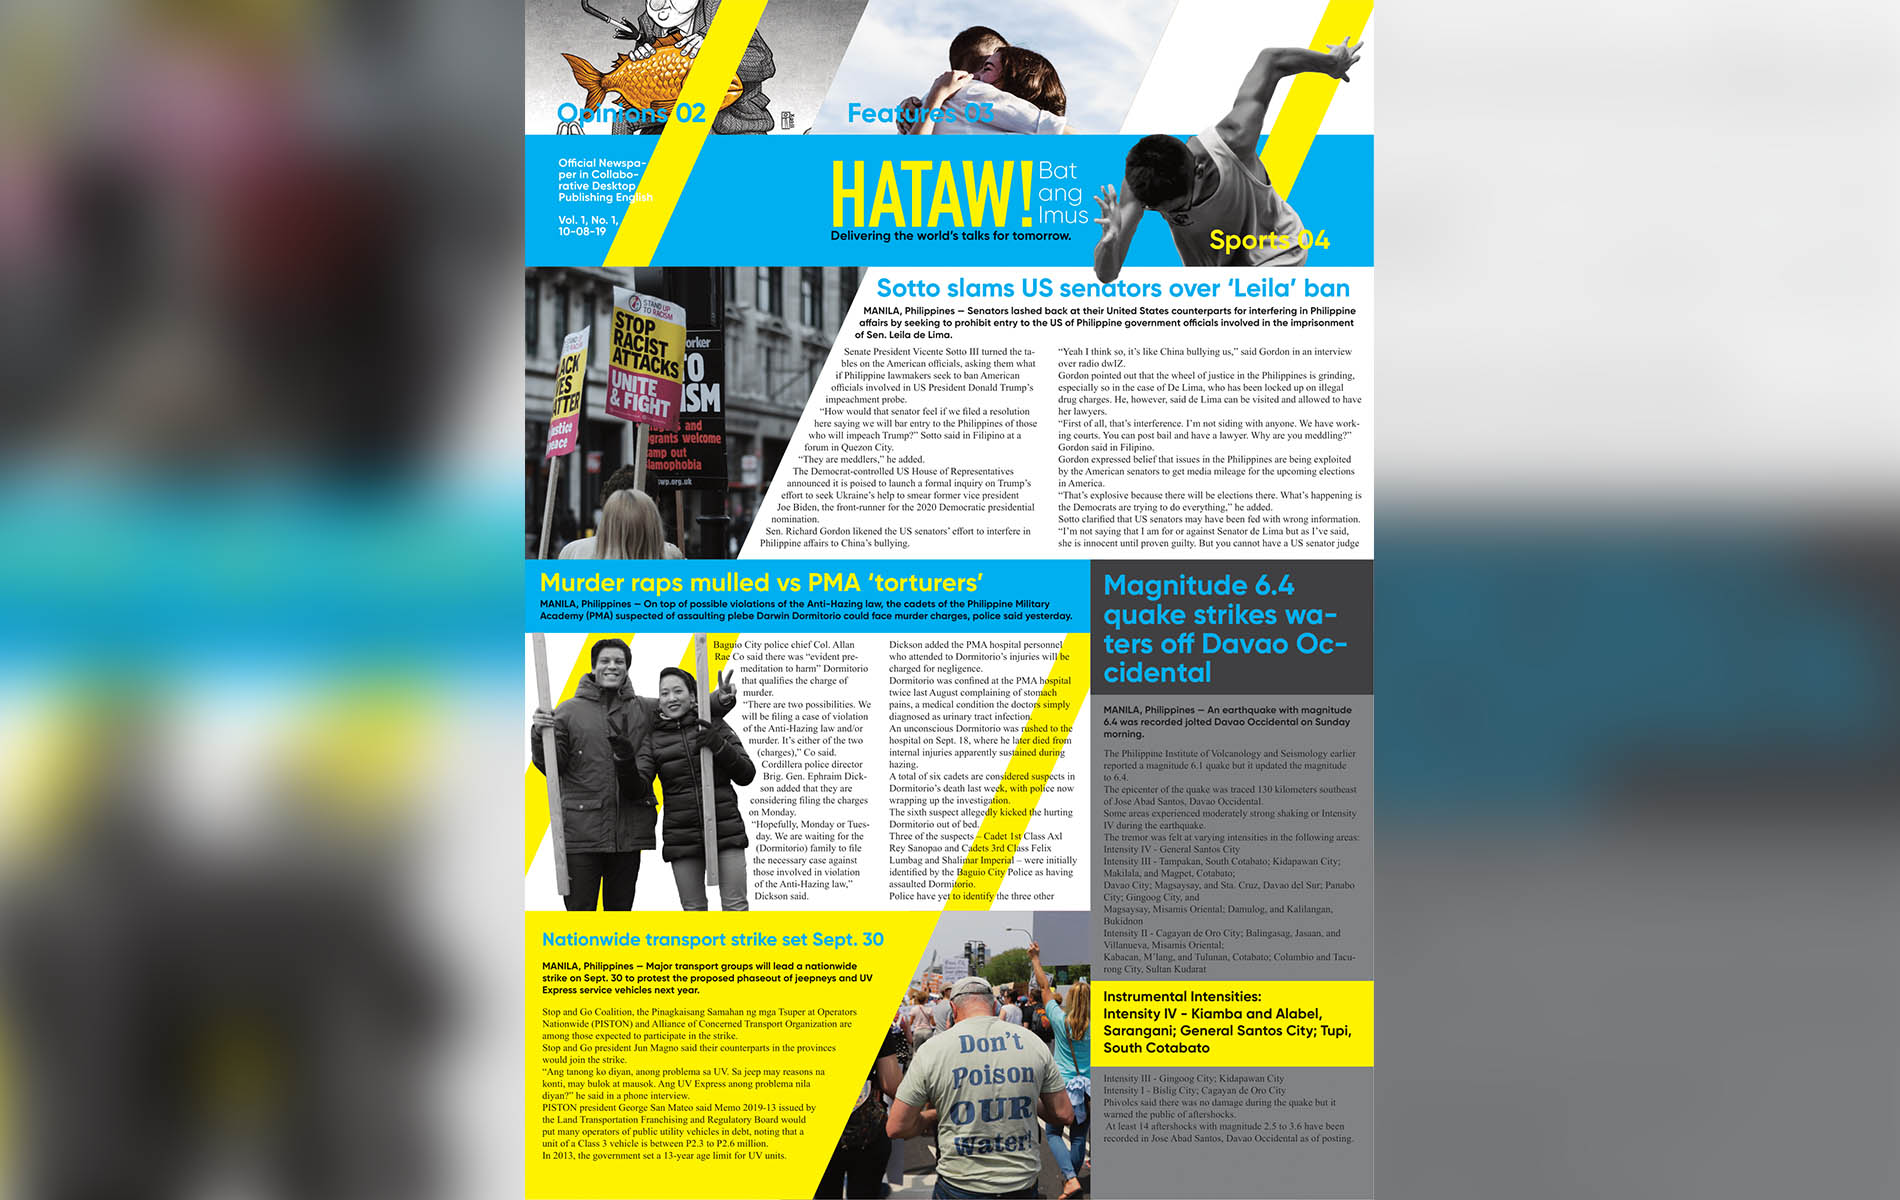 Opinions 02
Features 03
Official Newspa-
per in Collabo-
rative Desktop
Publishing English
Vol. 1, No. 1,
10-08-19
HATAW!
Bat
ang
Imus
Delivering the world's talks for tomorrow.
Sports 04
STAND UP
TO RACISM
STOP
RACIST
ATTACKS
UNITE
& FIGHT
Sotto slams US senators over ‘Leila’ ban
MANILA, Philippines — Senators lashed back at their United States counterparts for interfering in Philippine
affairs by seeking to prohibit entry to the US of Philippine government officials involved in the imprisonment
of Sen. Leila de Lima.
Senate President Vicente Sotto III turned the ta-
bles on the American officials, asking them what
if Philippine lawmakers seek to ban American
officials involved in US President Donald Trump’s
impeachment probe.
“How would that senator feel if we filed a resolution
here saying we will bar entry to the Philippines of those
who will impeach Trump?” Sotto said in Filipino at a
forum in Quezon City.
“They are meddlers,” he added.
The Democrat-controlled US House of Representatives
announced it is poised to launch a formal inquiry on Trump’s
effort to seek Ukraine’s help to smear former vice president
Joe Biden, the front-runner for the 2020 Democratic presidential
nomination.
Sen. Richard Gordon likened the US senators’ effort to interfere in
Philippine affairs to China’s bullying.
“Yeah I think so, it’s like China bullying us,” said Gordon in an interview
over radio dwIZ.
Gordon pointed out that the wheel of justice in the Philippines is grinding,
especially so in the case of De Lima, who has been locked up on illegal
drug charges. He, however, said de Lima can be visited and allowed to have
her lawyers.
“First of all, that’s interference. I’m not siding with anyone. We have work-
ing courts. You can post bail and have a lawyer. Why are you meddling?”
Gordon said in Filipino.
Gordon expressed belief that issues in the Philippines are being exploited
by the American senators to get media mileage for the upcoming elections
in America.
“That’s explosive because there will be elections there. What’s happening is
the Democrats are trying to do everything,” he added.
Sotto clarified that US senators may have been fed with wrong information.
“I’m not saying that I am for or against Senator de Lima but as I’ve said,
she is innocent until proven guilty. But you cannot have a US senator judge
Murder raps mulled vs PMA ‘torturers’
MANILA, Philippines — On top of possible violations of the Anti-Hazing law, the cadets of the Philippine Military
Academy (PMA) suspected of assaulting plebe Darwin Dormitorio could face murder charges, police said yesterday.
Baguio City police chief Col. Allan
Rae Co said there was “evident pre-
meditation to harm” Dormitorio
that qualifies the charge of
murder.
“There are two possibilities. We
will be filing a case of violation
of the Anti-Hazing law and/or
murder. It’s either of the two
(charges),” Co said.
Cordillera police director
Brig. Gen. Ephraim Dick-
son added that they are
considering filing the charges
on Monday.
“Hopefully, Monday or Tues-
day. We are waiting for the
(Dormitorio) family to file
the necessary case against
those involved in violation
of the Anti-Hazing law,”
Dickson said.
Dickson added the PMA hospital personnel
who attended to Dormitorio’s injuries will be
charged for negligence.
Dormitorio was confined at the PMA hospital
twice last August complaining of stomach
pains, a medical condition the doctors simply
diagnosed as urinary tract infection.
An unconscious Dormitorio was rushed to the
hospital on Sept. 18, where he later died from
internal injuries apparently sustained during
hazing.
A total of six cadets are considered suspects in
Dormitorio’s death last week, with police now
wrapping up the investigation.
The sixth suspect allegedly kicked the hurting
Dormitorio out of bed.
Three of the suspects – Cadet 1st Class Axl
Rey Sanopao and Cadets 3rd Class Felix
Lumbag and Shalimar Imperial – were initially
identified by the Baguio City Police as having
assaulted Dormitorio.
Police have yet to identify the three other
Magnitude 6.4
quake strikes wa-
ters off Davao Oc-
cidental
MANILA, Philippines — An earthquake with magnitude
6.4 was recorded jolted Davao Occidental on Sunday
morning.
The Philippine Institute of Volcanology and Seismology earlier
reported a magnitude 6.1 quake but it updated the magnitude
to 6.4.
The epicenter of the quake was traced 130 kilometers southeast
of Jose Abad Santos, Davao Occidental.
Some areas experienced moderately strong shaking or Intensity
IV during the earthquake.
The tremor was felt at varying intensities in the following areas:
Intensity IV - General Santos City
Intensity III - Tampakan, South Cotabato; Kidapawan City;
Makilala, and Magpet, Cotabato;
Davao City; Magsaysay, and Sta. Cruz, Davao del Sur; Panabo
City; Gingoog City, and
Magsaysay, Misamis Oriental; Damulog, and Kalilangan,
Bukidnon
Intensity II - Cagayan de Oro City; Balingasag, Jasaan, and
Villanueva, Misamis Oriental;
Kabacan, M’lang, and Tulunan, Cotabato; Columbio and Tacu-
rong City, Sultan Kudarat
Instrumental Intensities:
Intensity IV - Kiamba and Alabel,
Sarangani; General Santos City; Tupi,
South Cotabato
Intensity III - Gingoog City; Kidapawan City
Intensity I - Bislig City; Cagayan de Oro City
Phivolcs said there was no damage during the quake but it
warned the public of aftershocks.
At least 14 aftershocks with magnitude 2.5 to 3.6 have been
recorded in Jose Abad Santos, Davao Occidental as of posting.
Nationwide transport strike set Sept. 30
MANILA, Philippines — Major transport groups will lead a nationwide
strike on Sept. 30 to protest the proposed phaseout of jeepneys and UV
Express service vehicles next year.
Stop and Go Coalition, the Pinagkaisang Samahan ng mga Tsuper at Operators
Nationwide (PISTON) and Alliance of Concerned Transport Organization are
among those expected to participate in the strike.
Stop and Go president Jun Magno said their counterparts in the provinces
would join the strike.
“Ang tanong ko diyan, anong problema sa UV. Sa jeep may reasons na
konti, may bulok at mausok. Ang UV Express anong problema nila
diyan?” he said in a phone interview.
PISTON president George San Mateo said Memo 2019-13 issued by
the Land Transportation Franchising and Regulatory Board would
put many operators of public utility vehicles in debt, noting that a
unit of a Class 3 vehicle is between P2.3 to P2.6 million.
In 2013, the government set a 13-year age limit for UV units.
Don't
Poison
OUR
Water!